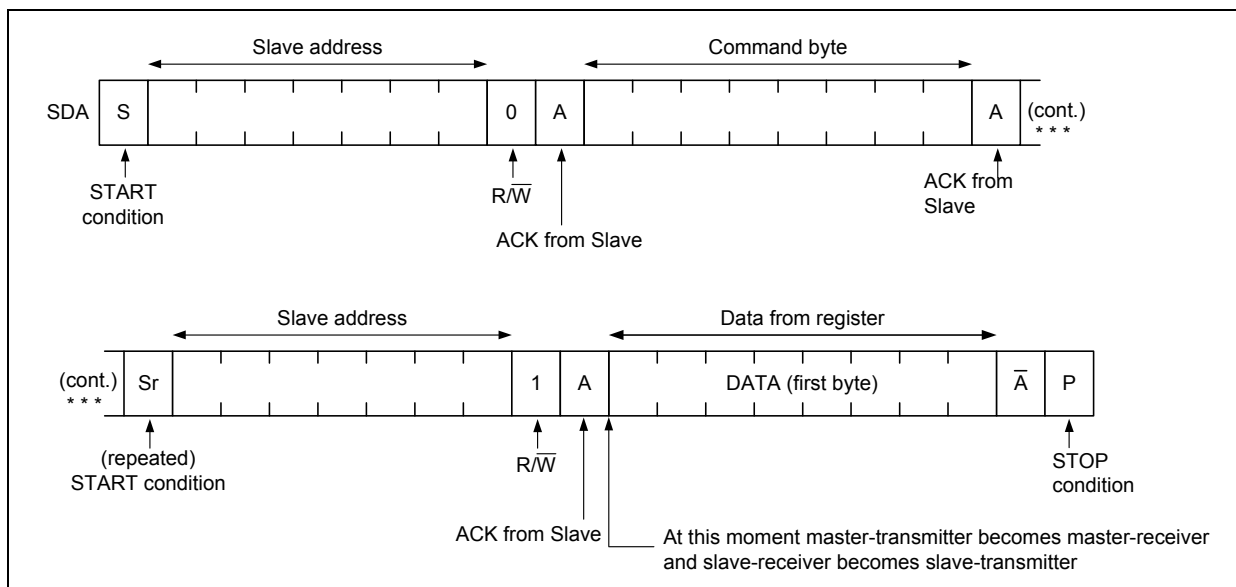 Slave address
Command byte
SDA
S
0
A
A
(cont.)
* * *
START
condition
R/W̅
ACK from Slave
ACK from
Slave
Slave address
Data from register
(cont.)
* * *
Sr
1
A
DATA (first byte)
A̅
P
(repeated)
START condition
R/W̅
STOP
condition
ACK from Slave
At this moment master-transmitter becomes master-receiver
and slave-receiver becomes slave-transmitter